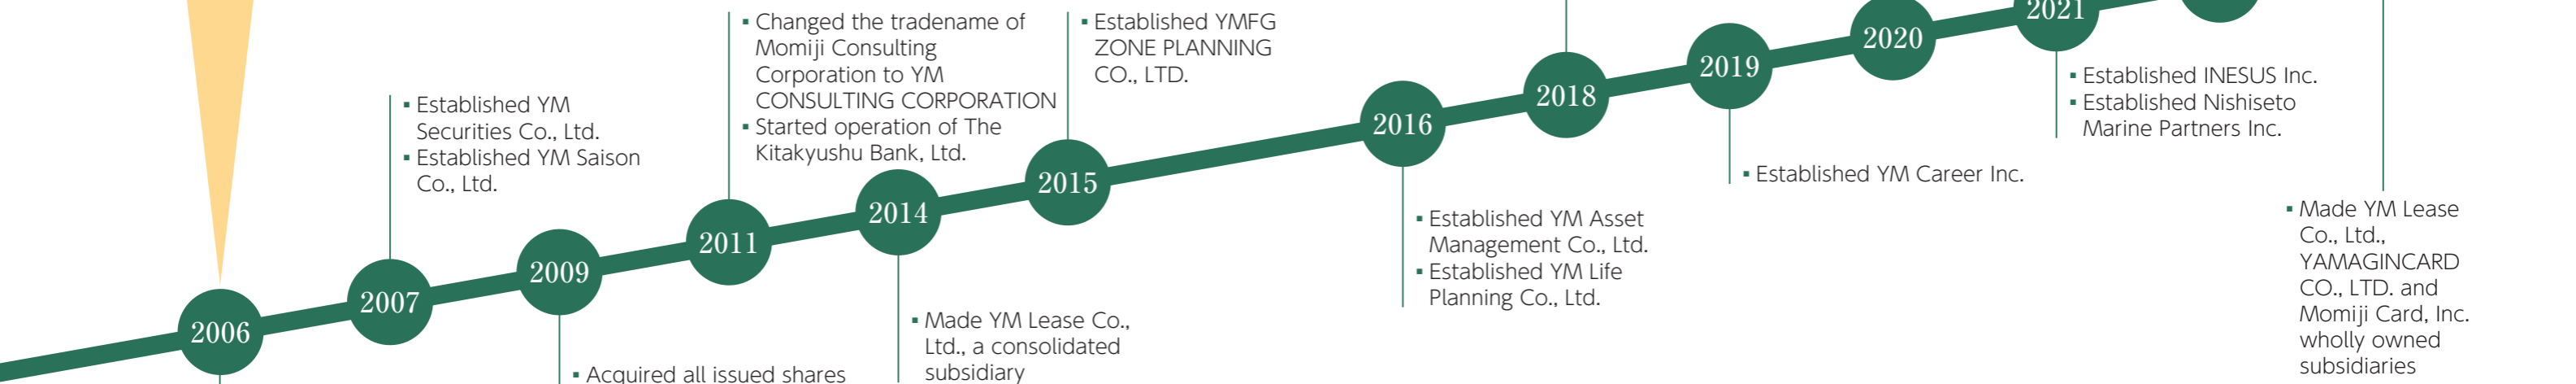 2006
2007
▪ Established YM
Securities Co., Ltd.
▪ Established YM Saison
Co., Ltd.
2009
▪ Acquired all issued shares
2011
▪ Changed the tradename of
Momiji Consulting
Corporation to YM
CONSULTING CORPORATION
▪ Started operation of The
Kitakyushu Bank, Ltd.
2014
▪ Made YM Lease Co.,
Ltd., a consolidated
subsidiary
2015
▪ Established YMFG
ZONE PLANNING
CO., LTD.
2016
▪ Established YM Asset
Management Co., Ltd.
▪ Established YM Life
Planning Co., Ltd.
2018
2019
▪ Established YM Career Inc.
2020
2021
▪ Established INESUS Inc.
▪ Established Nishiseto
Marine Partners Inc.
▪ Made YM Lease
Co., Ltd.,
YAMAGINCARD
CO., LTD. and
Momiji Card, Inc.
wholly owned
subsidiaries